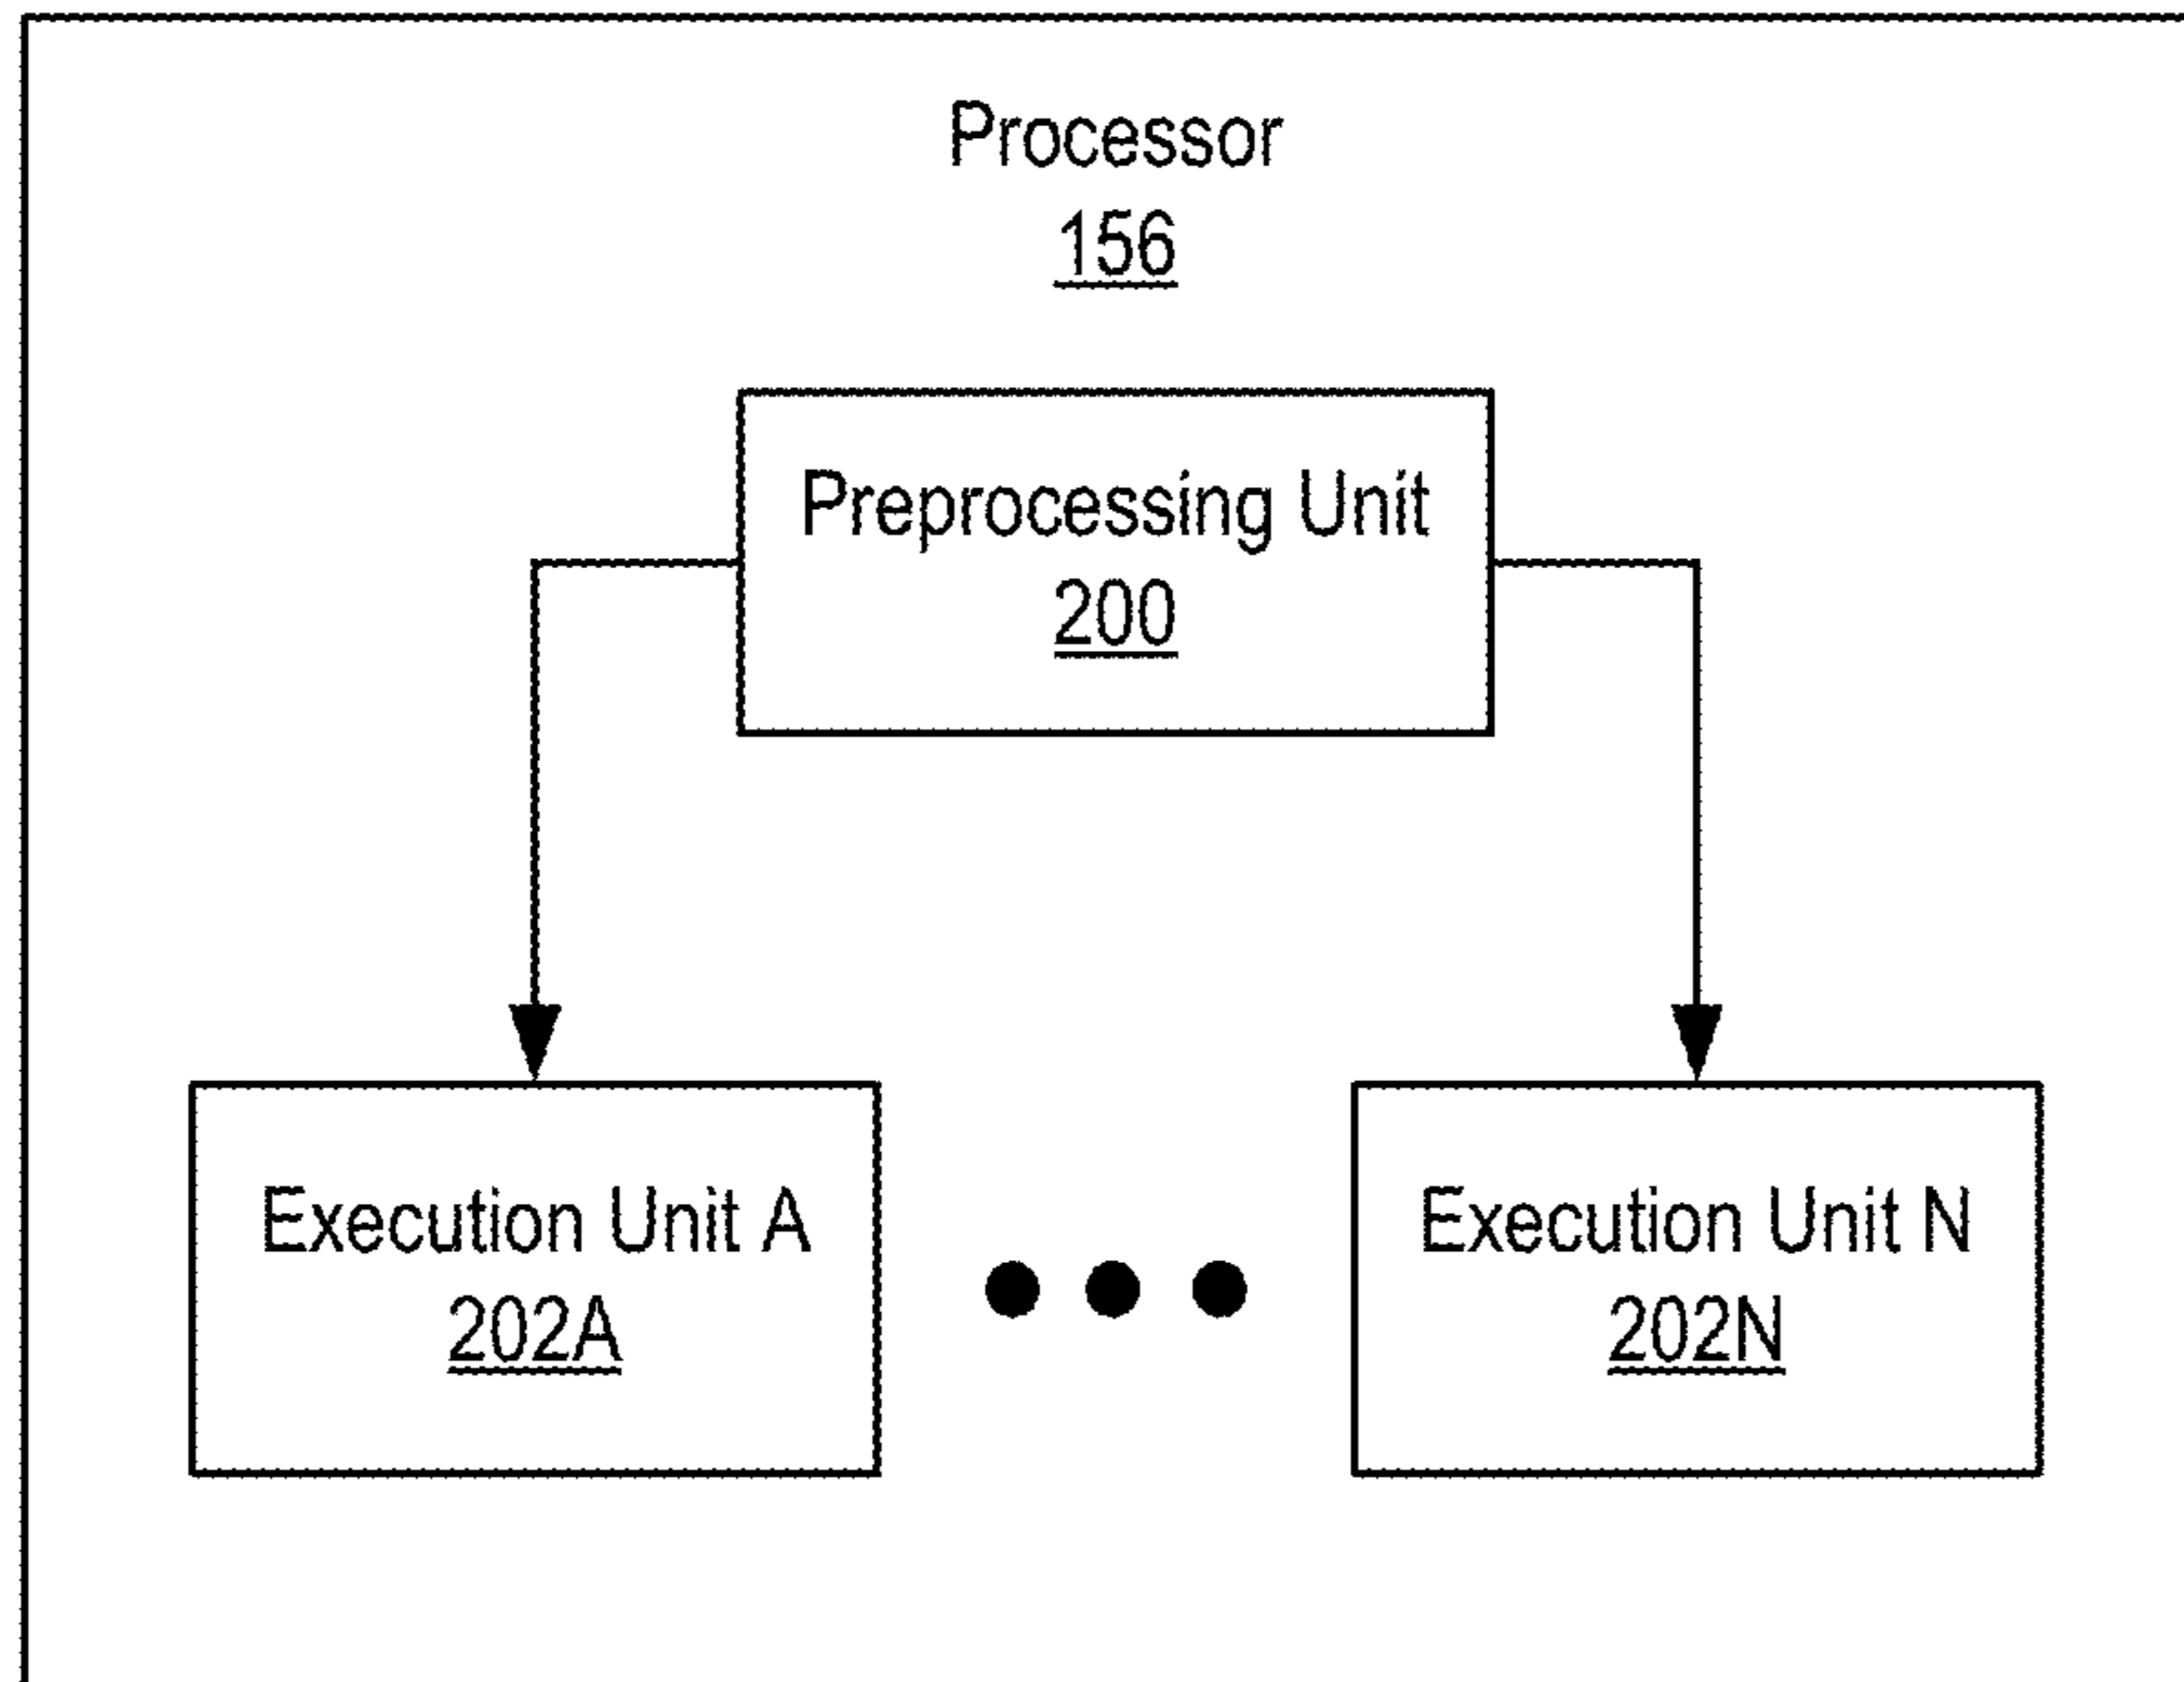 Processor
156
Preprocessing Unit
200
Execution Unit A
202A
Execution Unit N
202N